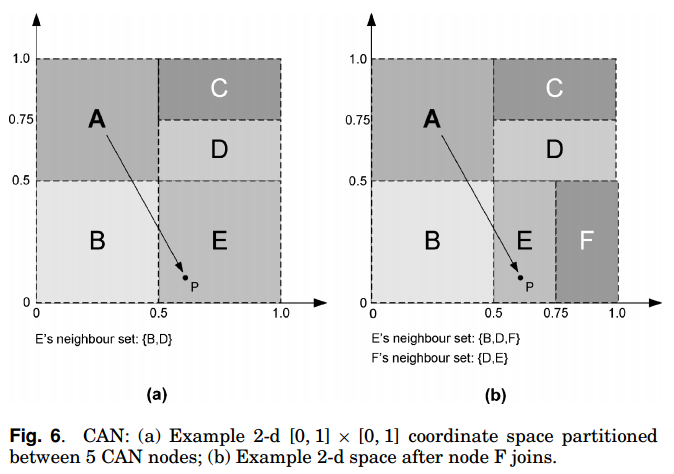 1.0
C
0.75
A
D
0.5
B
E
P
0
0.5
1.0
E's neighbour set: {B,D}
(a)
1.0
C
0.75
A
D
0.5
B
E
F
P
0
0.5
0.75
1.0
E's neighbour set: {B,D,F}
F's neighbour set: {D,E}
(b)
Fig. 6. CAN: (a) Example 2-d [0, 1] × [0, 1] coordinate space partitioned
between 5 CAN nodes; (b) Example 2-d space after node F joins.